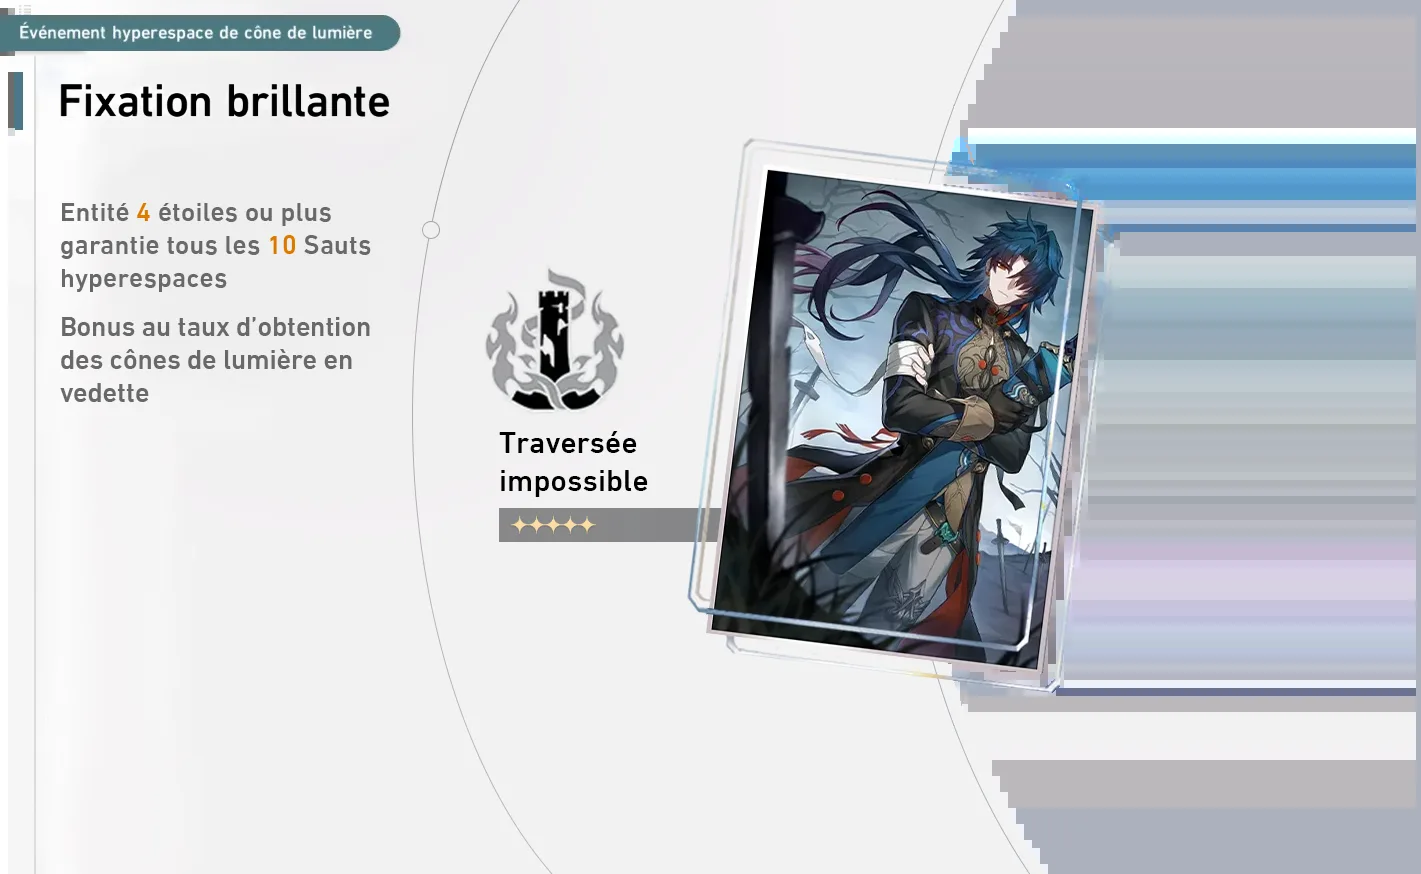 Événement hyperespace de cône de lumière
Fixation brillante
Entité 4 étoiles ou plus
garantie tous les 10 Sauts
hyperespaces
Bonus au taux d’obtention
des cônes de lumière en
vedette
Traversée
impossible